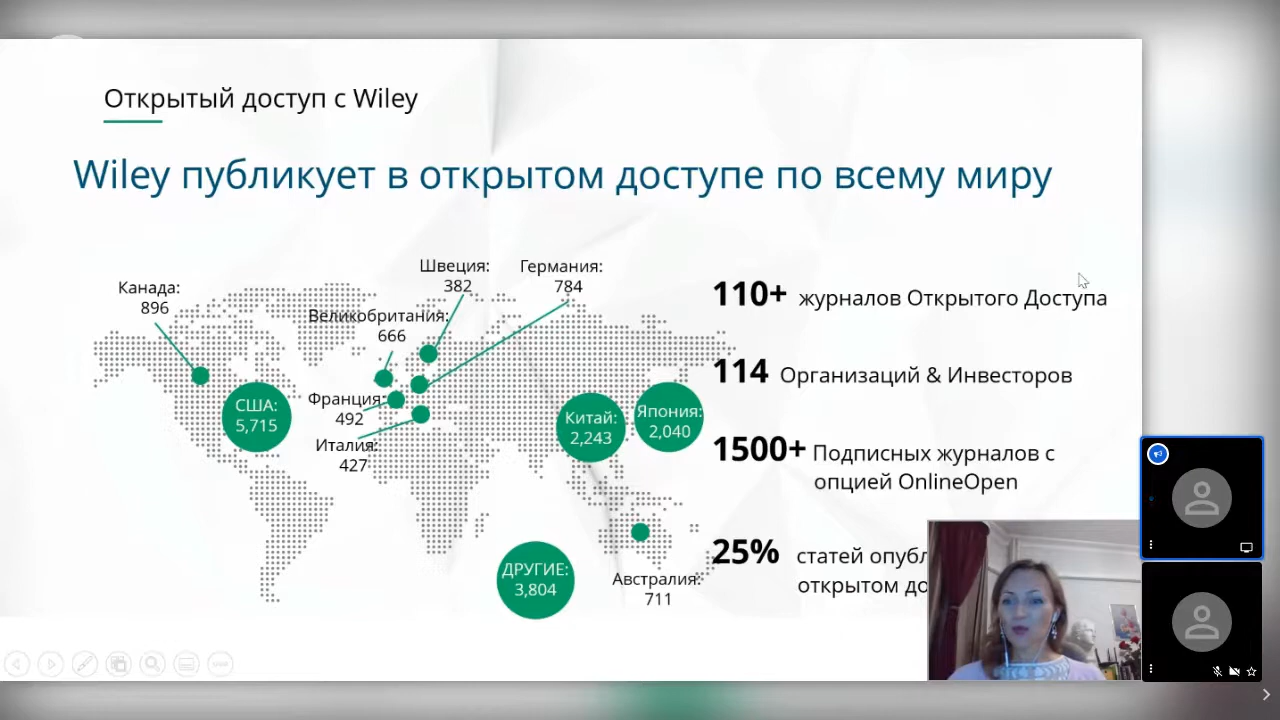 Открытый доступ с Wiley
Wiley публикует в открытом доступе по всему миру
Канада:
896
Швеция:
382
Германия:
784
Великобритания:
666
США:
5,715
Франция:
492
Италия:
427
Китай:
2,243
Япония:
2,040
ДРУГИЕ:
3,804
Австралия:
711
110+ журналов Открытого Доступа
114 Организаций & Инвесторов
1500+ Подписных журналов с
опцией OnlineOpen
25% статей
открытом